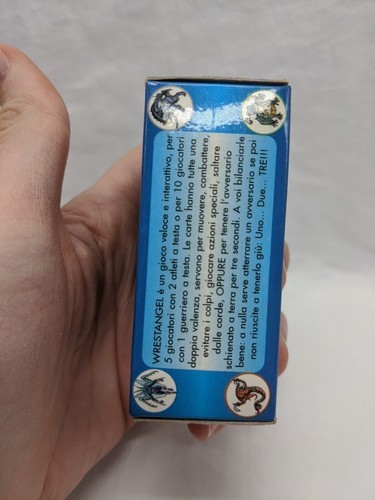 WRESTANGEL è un gioco veloce e interattivo, per
5 giocatori con 2 atleti a testa o per 10 giocatori
con 1 guerriero a testa. Le carte hanno tutte una
doppia valenza, servono per muovere, combattere,
evitare i colpi, giocare azioni speciali, saltare
dalle corde, OPPURE per tenere l'avversario
schienato a terra per tre secondi. A voi bilanciarle
bene: a nulla serve atterrare un avversario se poi
non riuscite a tenerlo giù: Uno... Due... TRE!!!